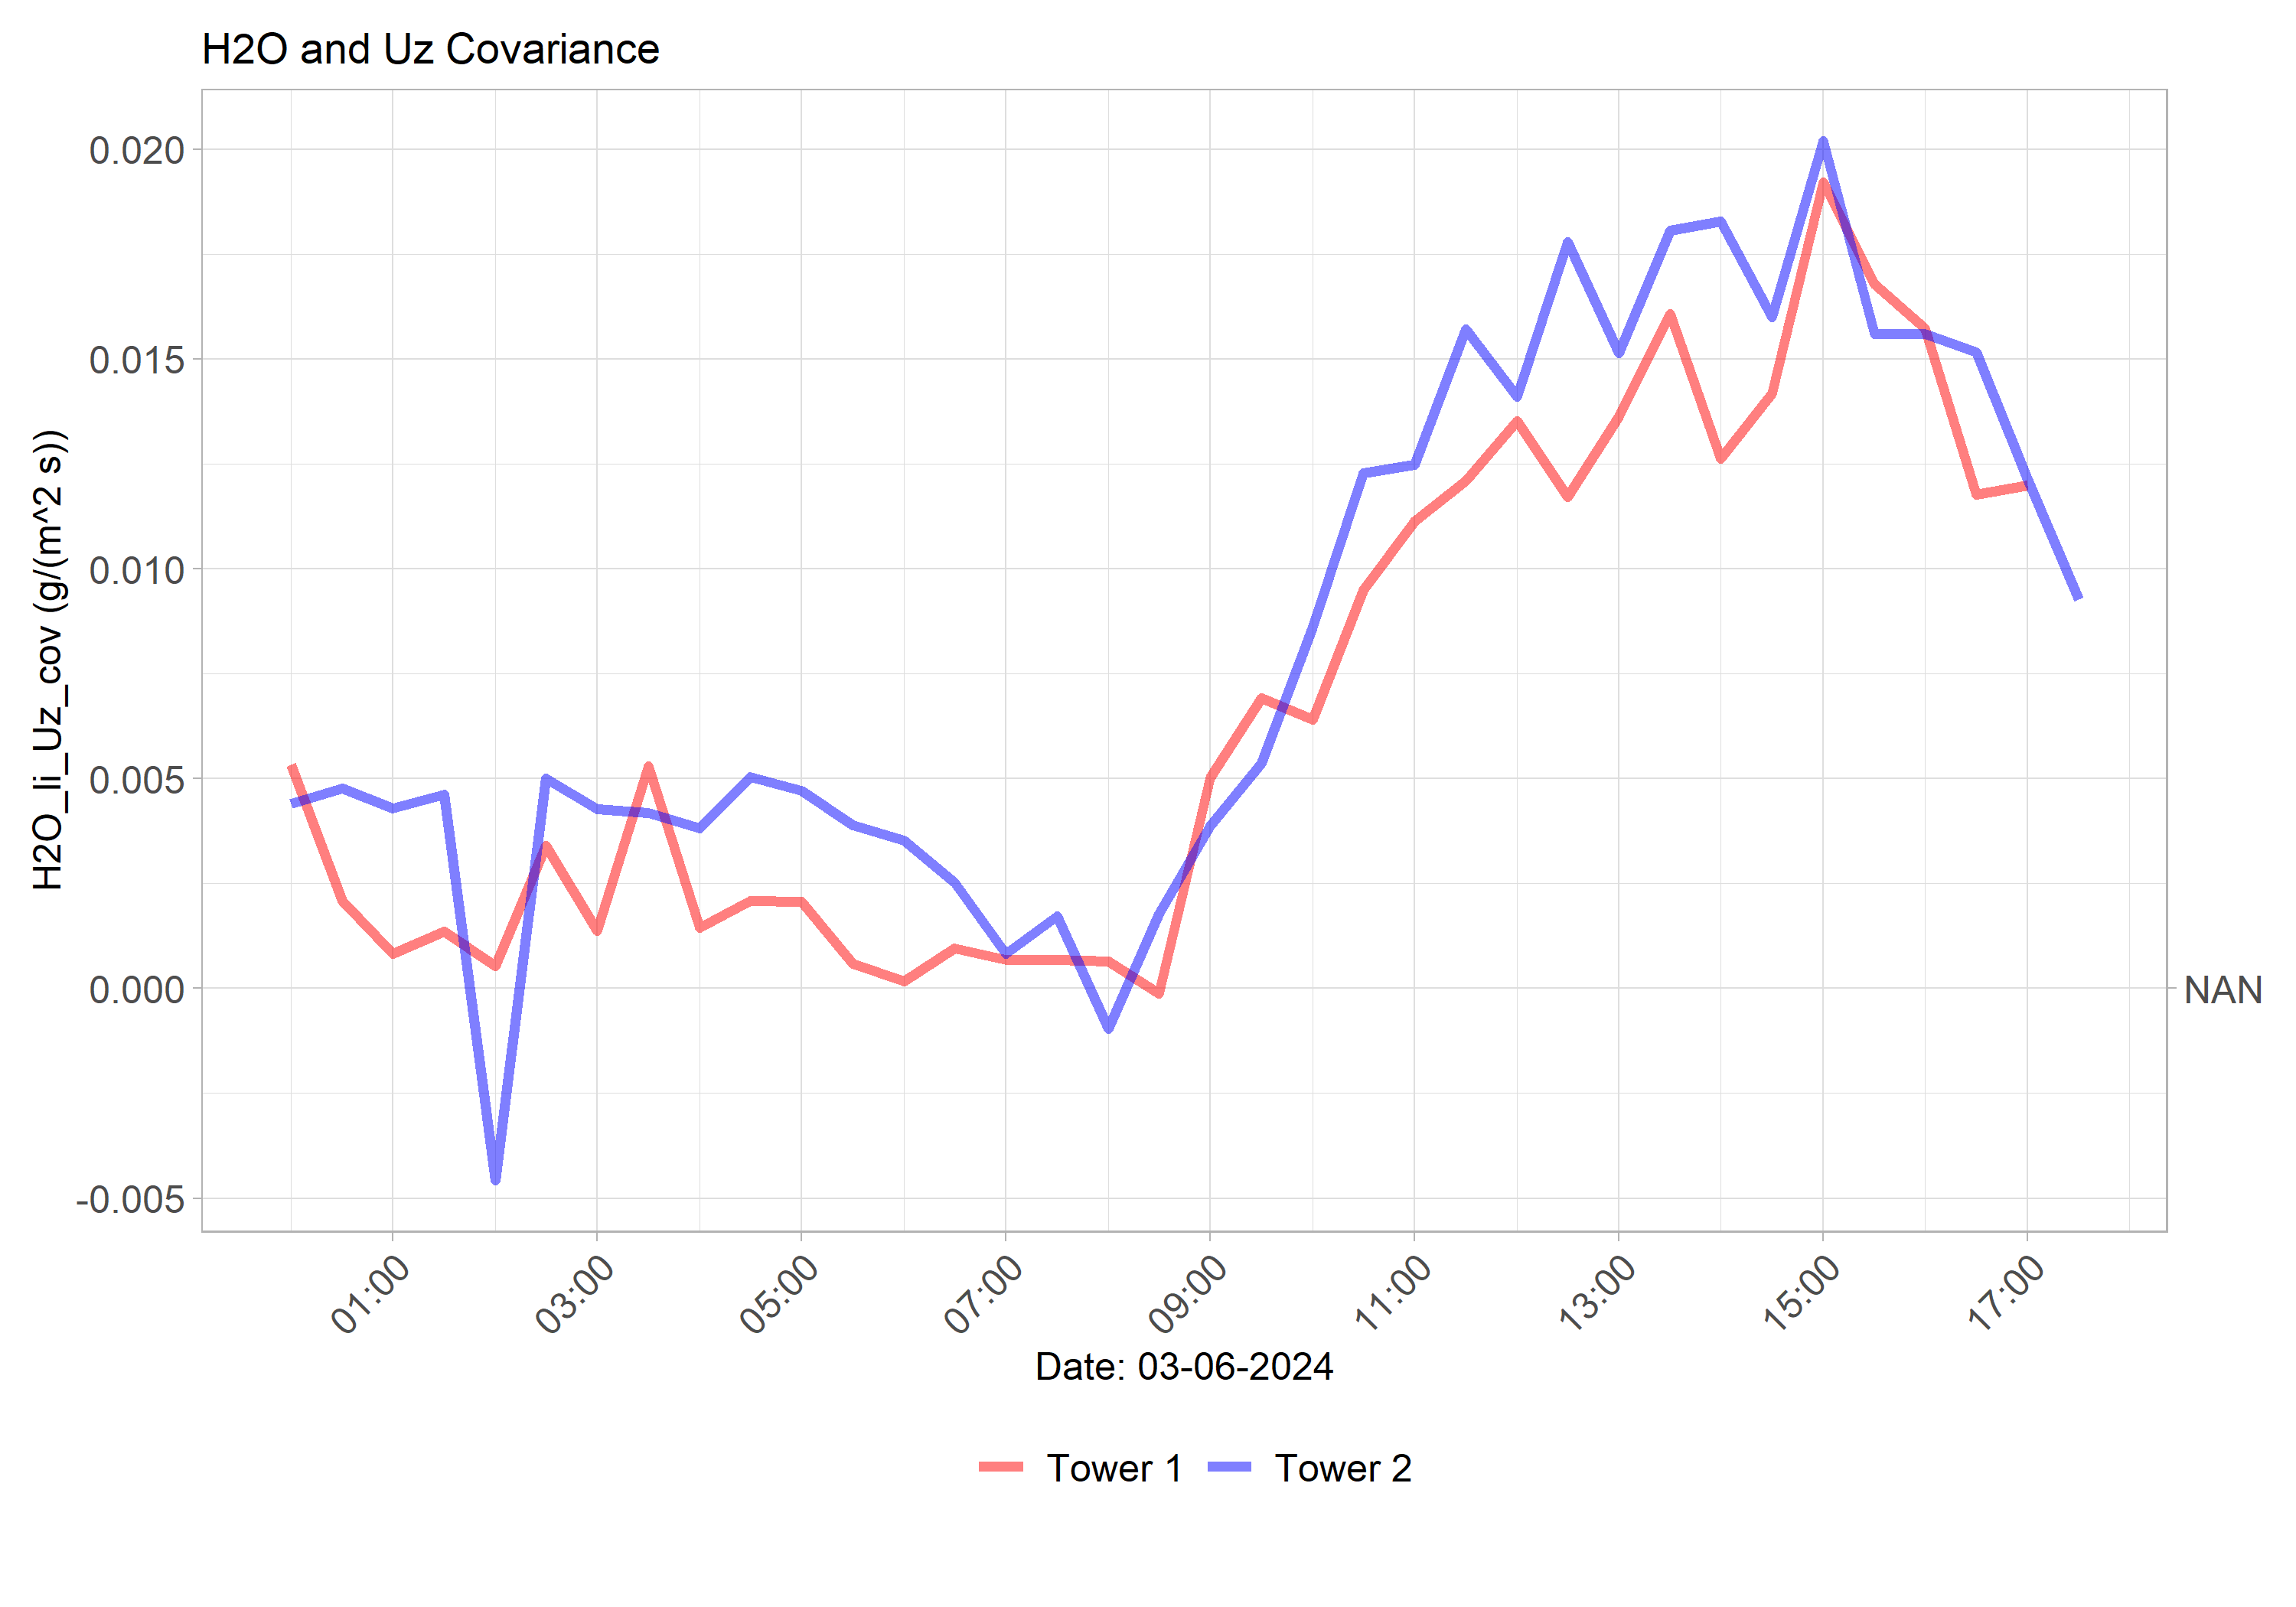 H2O and Uz Covariance
H2O_li_Uz_cov (g/(m^2 s))
0.020
0.015
0.010
0.005
0.000
-0.005
NAN
01:00
03:00
05:00
07:00
09:00
11:00
13:00
15:00
17:00
Date: 03-06-2024
Tower 1
Tower 2